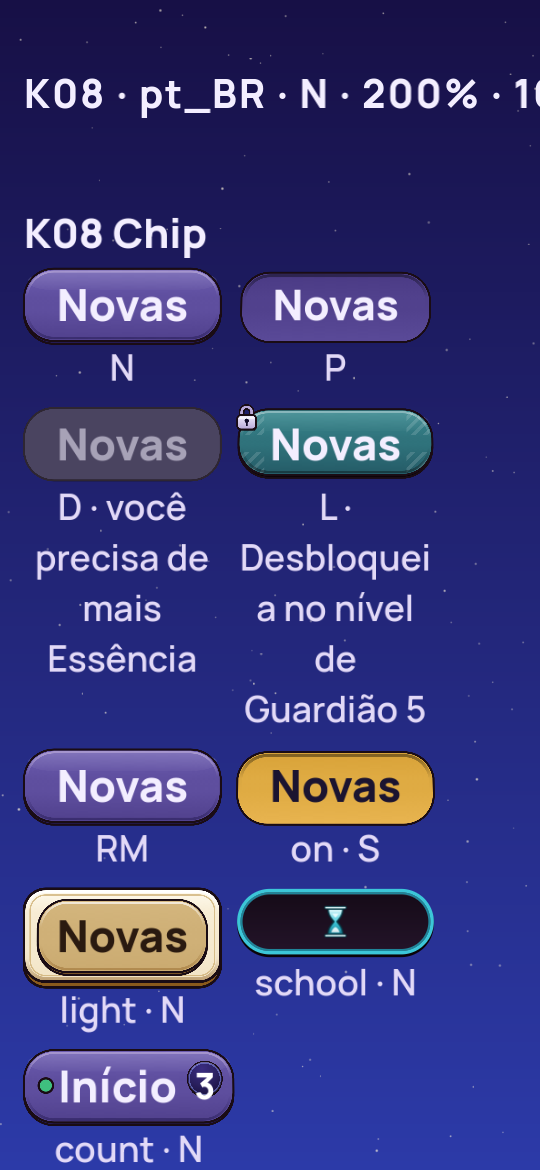 K08 · pt_BR · N · 200% · 1
K08 Chip
Novas Novas
N P
Novas Novas
D · você L ·
precisa de Desbloquei
mais a no nível
Essência de
Guardião 5
Novas Novas
RM on · S
Novas
light · N school · N
Início 3
count · N